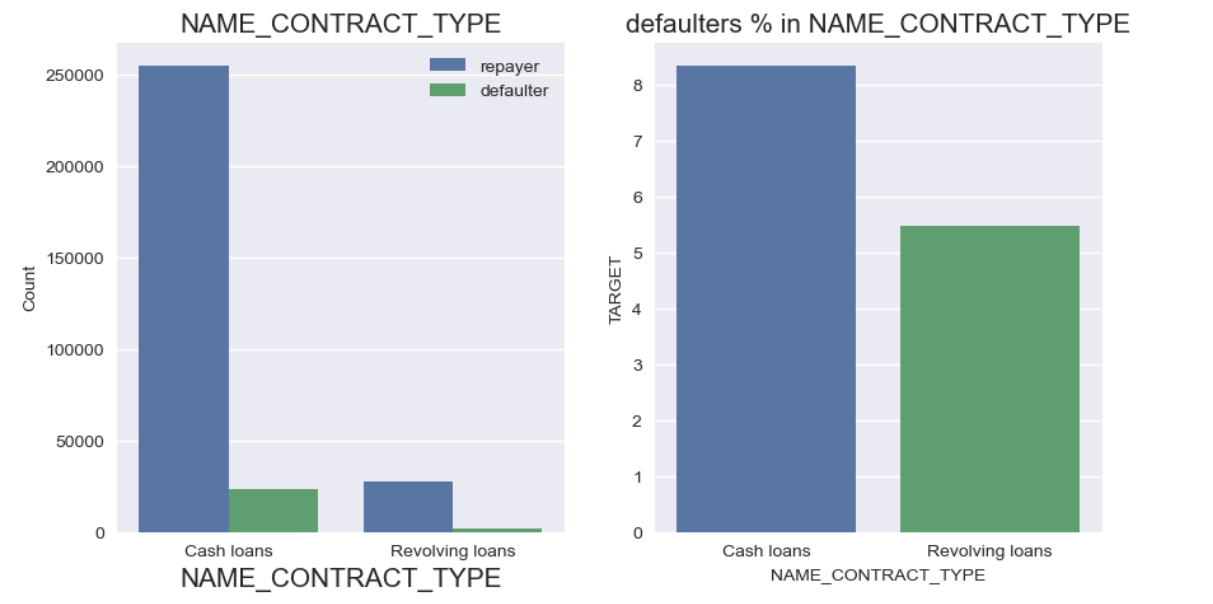 NAME_CONTRACT_TYPE
repayer
defaulter
250000
200000
150000
100000
50000
0
Count
Cash loans
Revolving loans
NAME_CONTRACT_TYPE
defaulters % in NAME_CONTRACT_TYPE
8
7
6
5
4
3
2
1
0
TARGET
Cash loans
Revolving loans
NAME_CONTRACT_TYPE